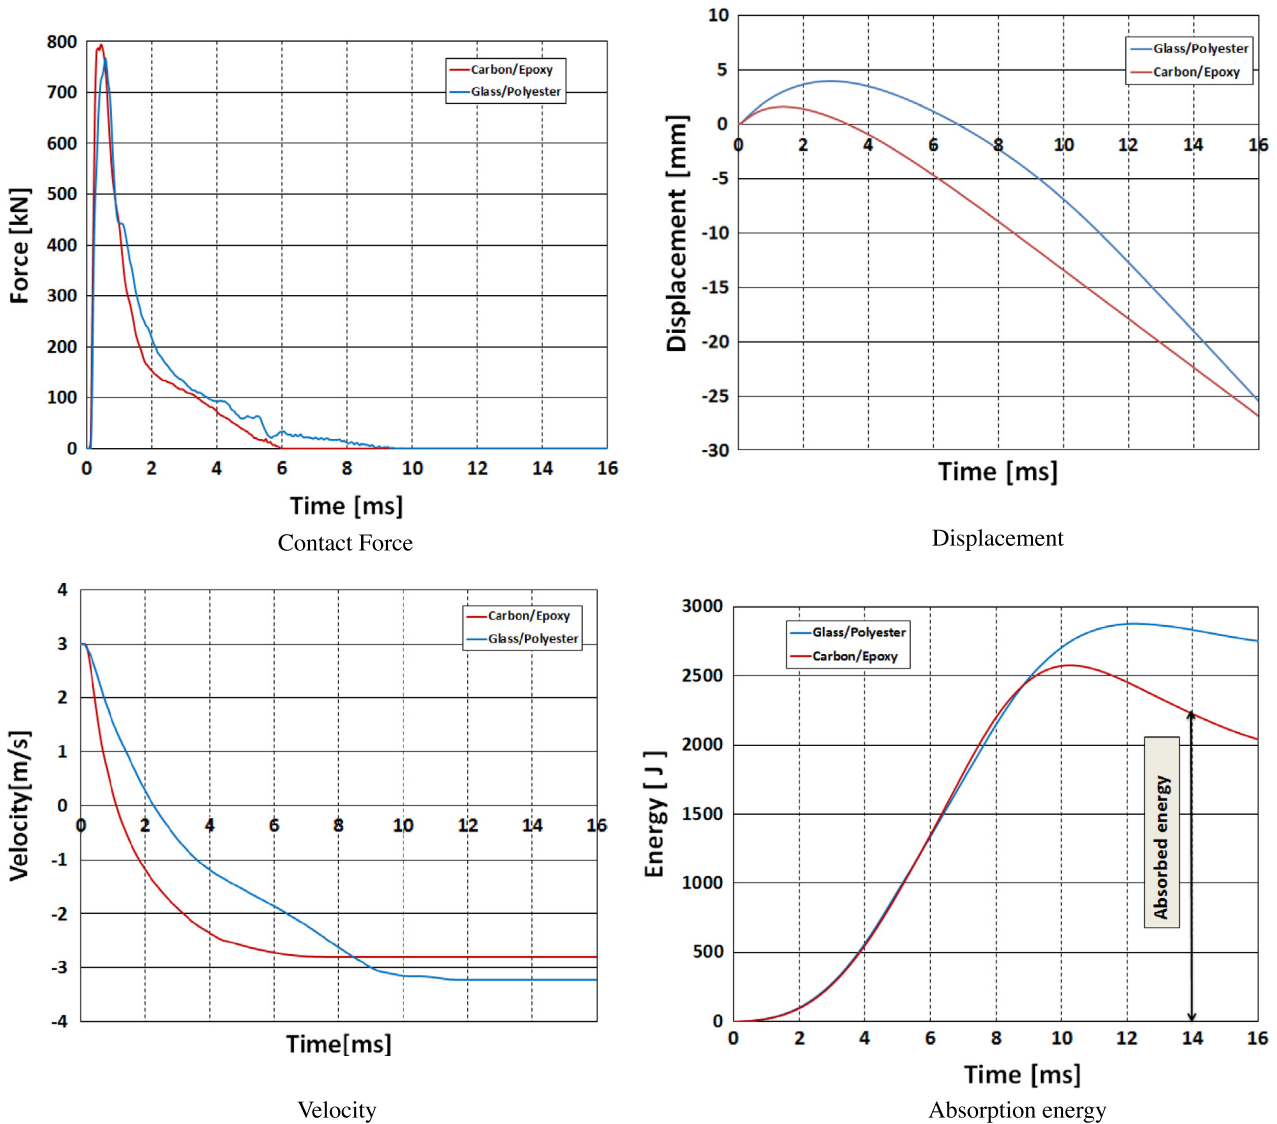 800
700
600
500
400
300
200
100
0
0 2 4 6 8 10 12 14 16
Force [kN]
Time [ms]
Carbon/Epoxy
Glass/Polyester
Contact Force
10
5
0
-5
-10
-15
-20
-25
-30
0 2 4 6 8 10 12 14 16
Displacement [mm]
Time [ms]
Glass/Polyester
Carbon/Epoxy
Displacement
4
3
2
1
0
-1
-2
-3
-4
0 2 4 6 8 10 12 14 16
Velocity[m/s]
Time[ms]
Carbon/Epoxy
Glass/Polyester
Velocity
3000
2500
2000
1500
1000
500
0
0 2 4 6 8 10 12 14 16
Energy [ J ]
Time [ms]
Glass/Polyester
Carbon/Epoxy
Absorbed energy
Absorption energy